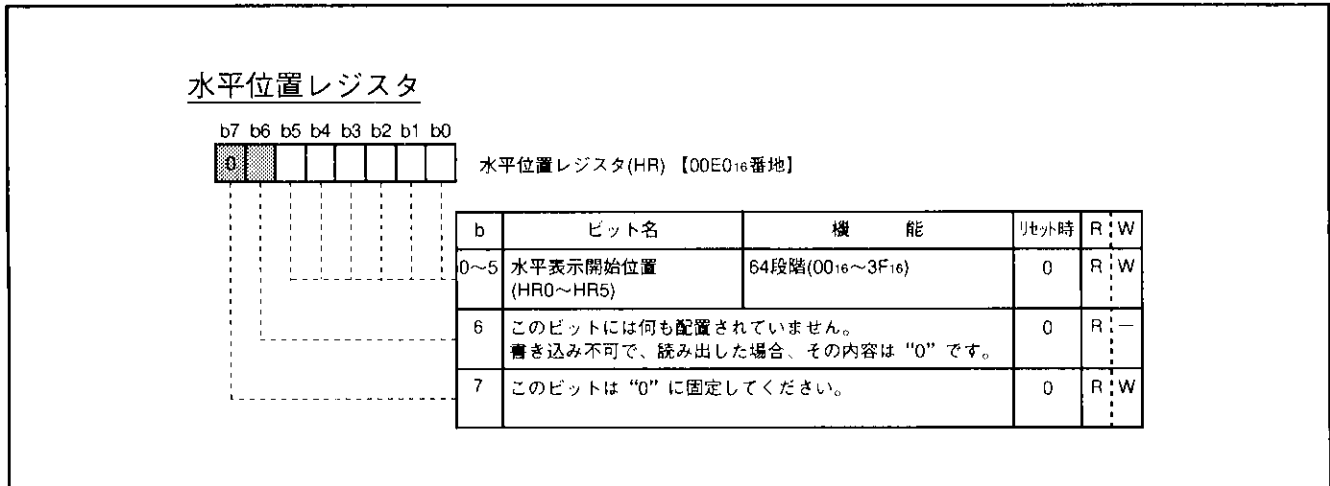 水平位置レジスタ
b7 b6 b5 b4 b3 b2 b1 b0
0
水平位置レジスタ(HR) 【00E016番地】
b ビット名 機 能 リセット時 R W
0〜5 水平表示開始位置 64段階(0016〜3F16) 0 R W
(HR0〜HR5)
6 このビットには何も配置されていません。 0 R —
書き込み不可で、読み出した場合、その内容は “0” です。
7 このビットは “0” に固定してください。 0 R W